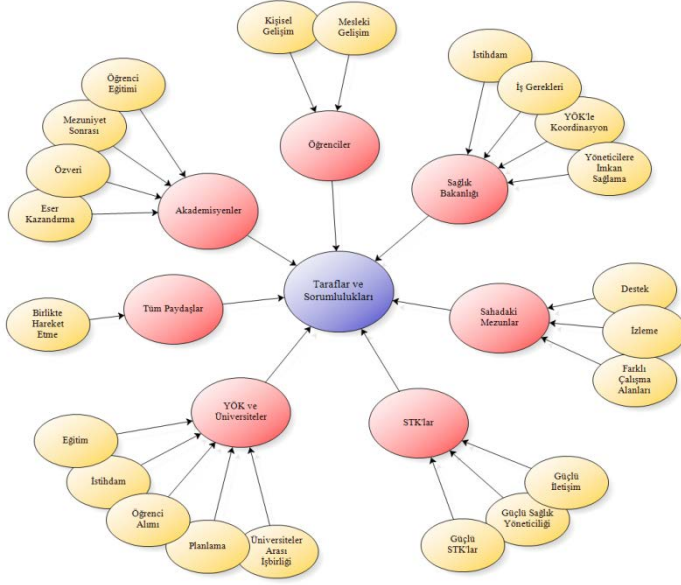 Kişisel
Gelişim
Mesleki
Gelişim
Öğrenciler
İstihdam
İş Gerekleri
YÖK'le
Koordinasyon
Yöneticilere
İmkan
Sağlama
Sağlık
Bakanlığı
Öğrenci
Eğitimi
Mezuniyet
Sonrası
Özveri
Eser
Kazandırma
Akademisyenler
Taraflar ve
Sorumlulukları
Birlikte
Hareket
Etme
Tüm Paydaşlar
Destek
İzleme
Farklı
Çalışma
Alanları
Sahadaki
Mezunlar
YÖK ve
Üniversiteler
Eğitim
İstihdam
Öğrenci
Alımı
Planlama
Üniversiteler
Arası
İşbirliği
STK'lar
Güçlü
İletişim
Güçlü Sağlık
Yöneticiliği
Güçlü
STK'lar